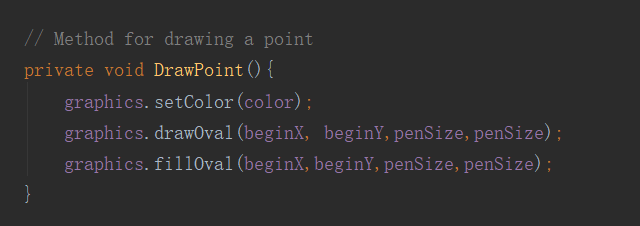 // Method for drawing a point
private void DrawPoint(){
graphics.setColor(color);
graphics.drawOval(beginX, beginY,penSize,penSize);
graphics.fillOval(beginX,beginY,penSize,penSize);
}